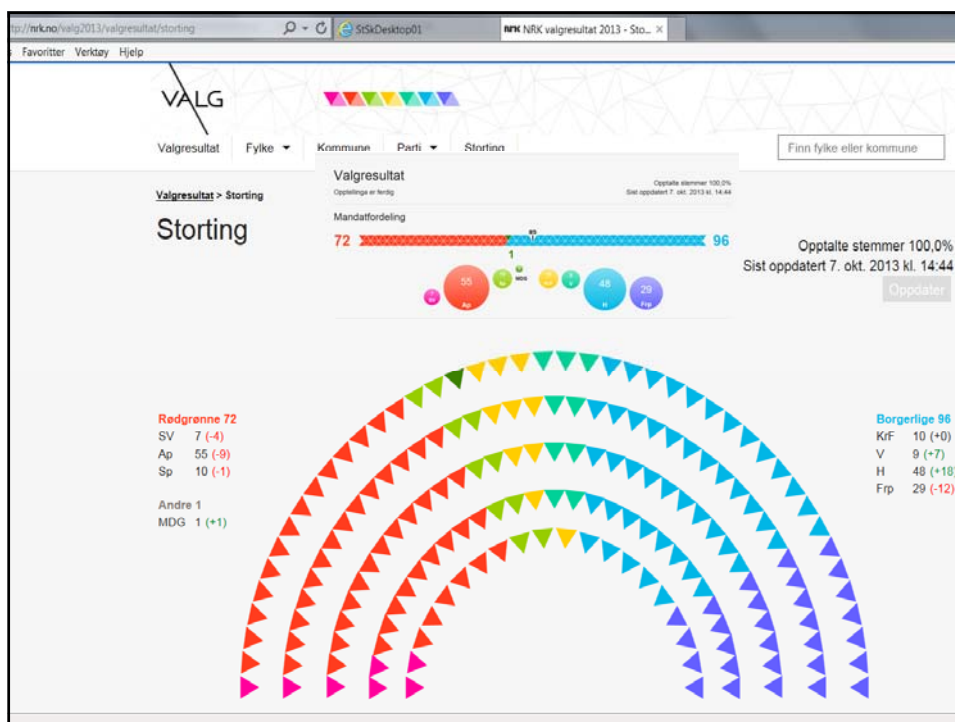 tp://nrk.no/valg2013/valgresultat/storting
StSkDesktop01
NRK NRK valgresultat 2013 - Sto... ×
s Favoritter Verktøy Hjelp
VALG
Valgresultat Fylke Kommune Parti Storting
Finn fylke eller kommune
Valgresultat > Storting
Storting
Valgresultat
Opptellinga er ferdig
Opptalte stemmer 100,0%
Sist oppdatert 7. okt. 2013 kl. 14:44
Mandatfordeling
85
72
96
1
55
Ap
MDG
48
H
29
Frp
Opptalte stemmer 100,0%
Sist oppdatert 7. okt. 2013 kl. 14:44
Oppdater
Rødgrønne 72
SV 7 (-4)
Ap 55 (-9)
Sp 10 (-1)
Andre 1
MDG 1 (+1)
Borgerlige 96
KrF 10 (+0)
V 9 (+7)
H 48 (+18)
Frp 29 (-12)